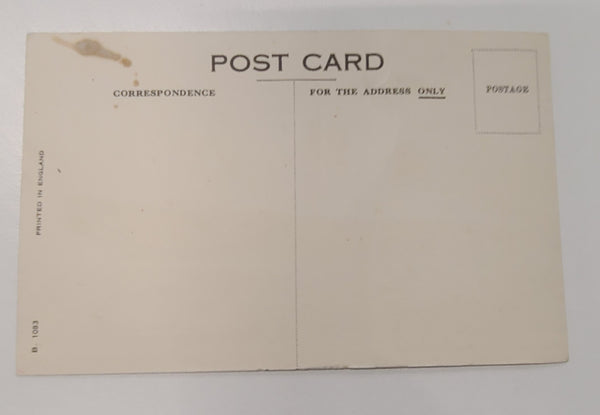 POST CARD
CORRESPONDENCE
FOR THE ADDRESS ONLY
POSTAGE
PRINTED IN ENGLAND
B. 1083